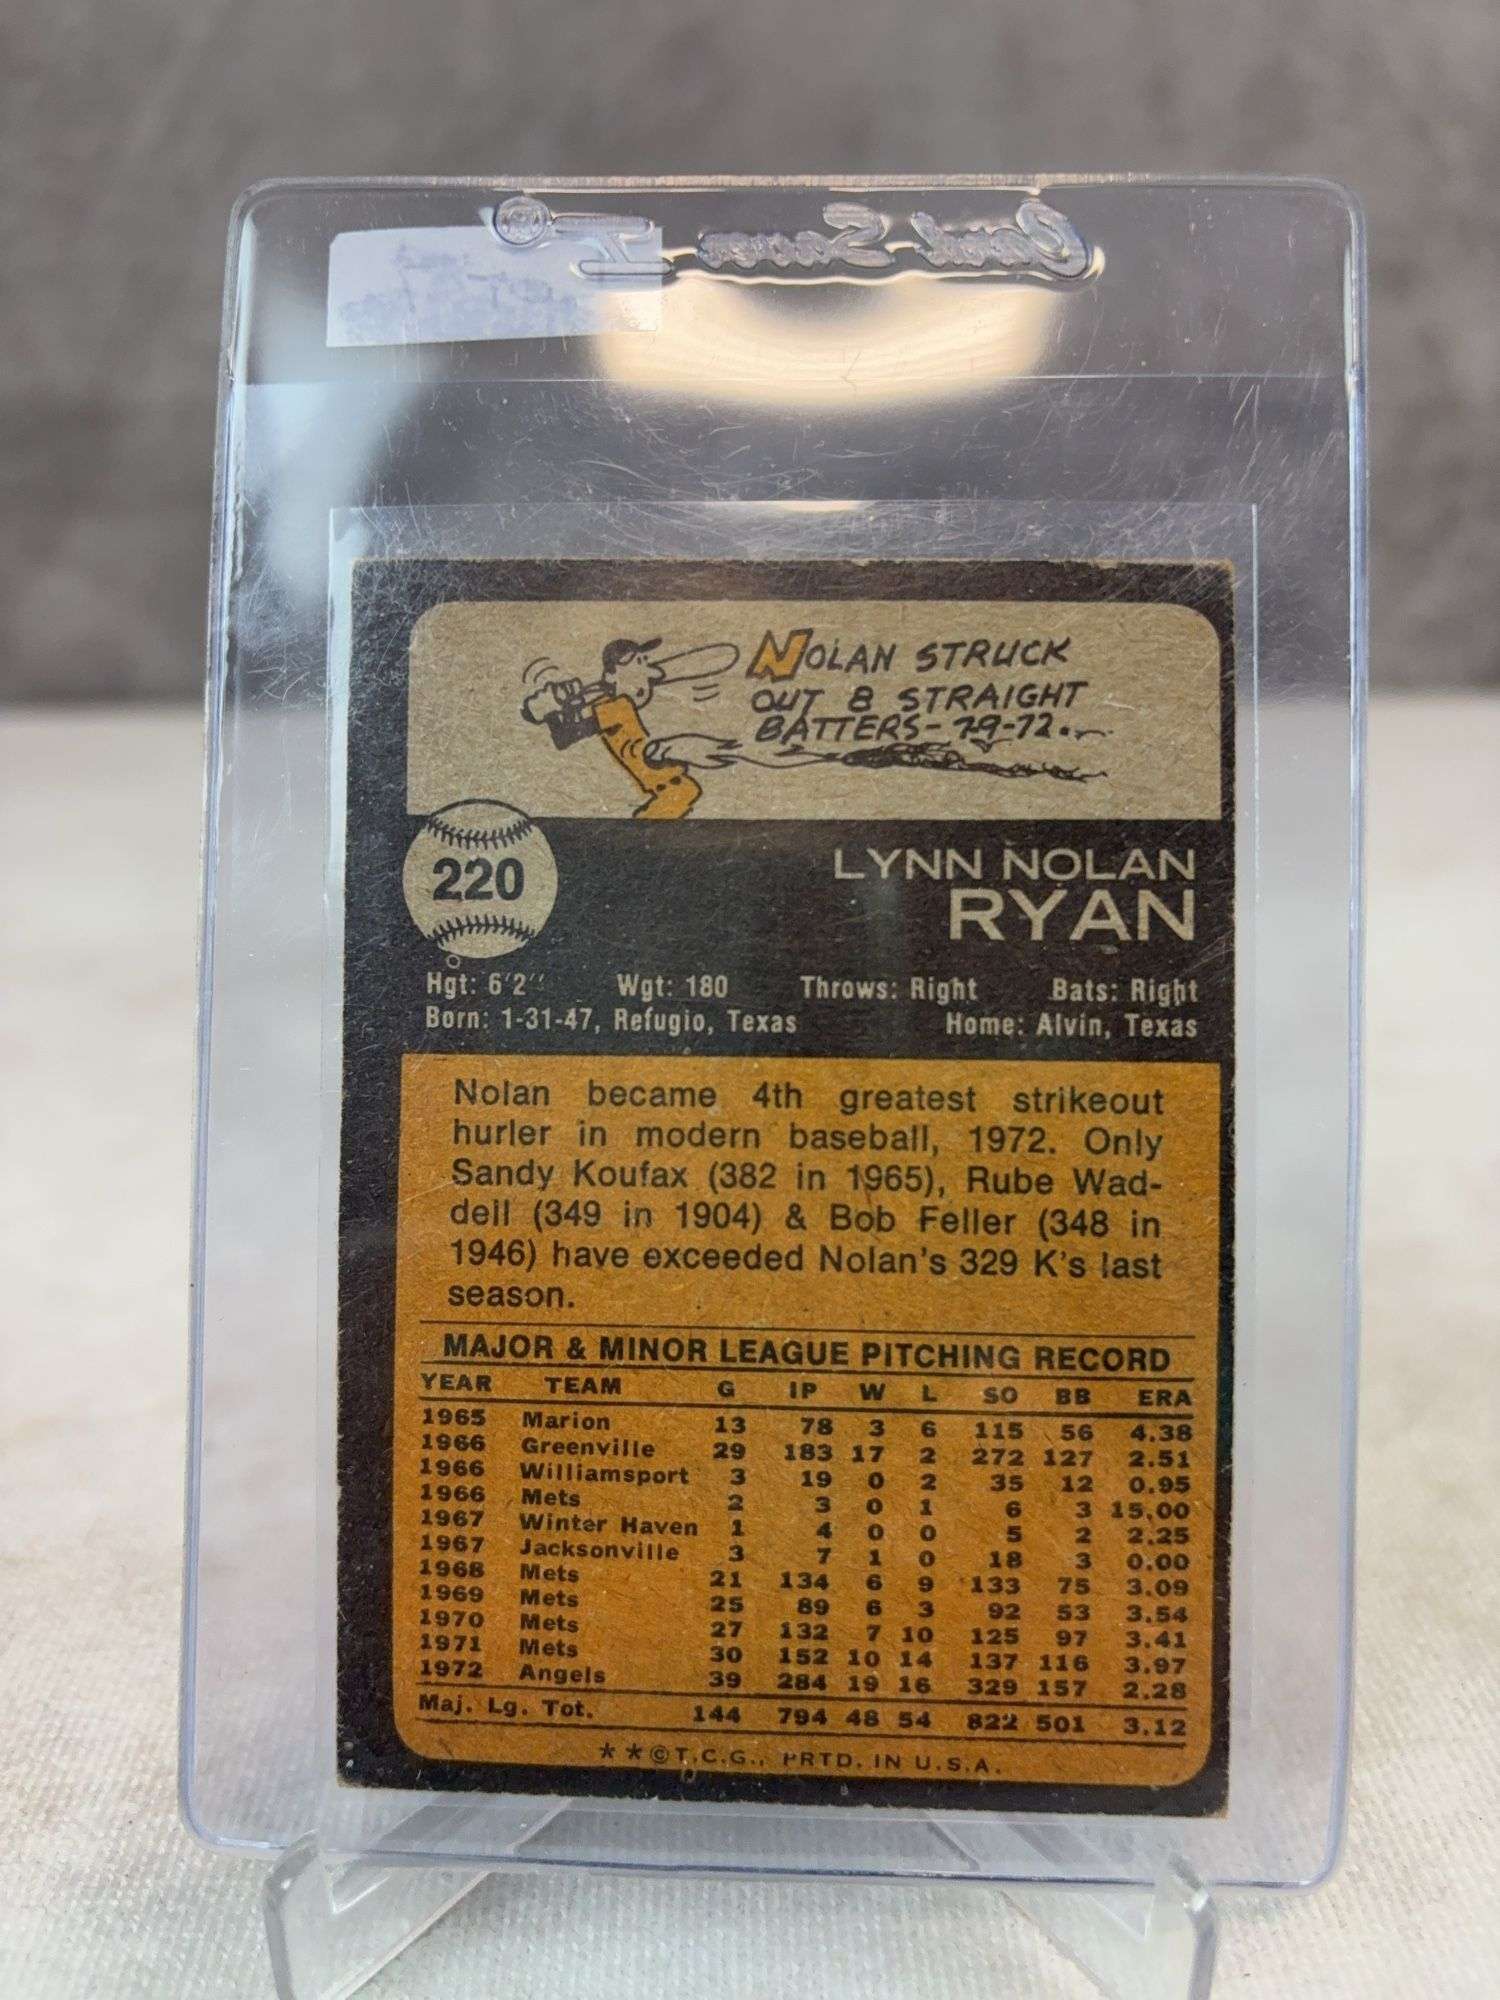 Card Saver I
NOLAN STRUCK
OUT 8 STRAIGHT
BATTERS-7-9-72.
220
LYNN NOLAN
RYAN
Hgt: 6'2" Wgt: 180 Throws: Right Bats: Right
Born: 1-31-47, Refugio, Texas Home: Alvin, Texas
Nolan became 4th greatest strikeout
hurler in modern baseball, 1972. Only
Sandy Koufax (382 in 1965), Rube Wad-
dell (349 in 1904) & Bob Feller (348 in
1946) have exceeded Nolan's 329 K's last
season.
MAJOR & MINOR LEAGUE PITCHING RECORD
YEAR TEAM G IP W L SO BB ERA
1965 Marion 13 78 3 6 115 56 4.38
1966 Greenville 29 183 17 2 272 127 2.51
1966 Williamsport 3 19 0 2 35 12 0.95
1966 Mets 2 3 0 1 6 3 15.00
1967 Winter Haven 1 4 0 0 5 2 2.25
1967 Jacksonville 3 7 1 0 18 3 0.00
1968 Mets 21 134 6 9 133 75 3.09
1969 Mets 25 89 6 3 92 53 3.54
1970 Mets 27 132 7 10 125 97 3.41
1971 Mets 30 152 10 14 137 116 3.97
1972 Angels 39 284 19 16 329 157 2.28
Maj. Lg. Tot. 144 794 48 54 822 501 3.12
**©T.C.G., PRTD. IN U.S.A.